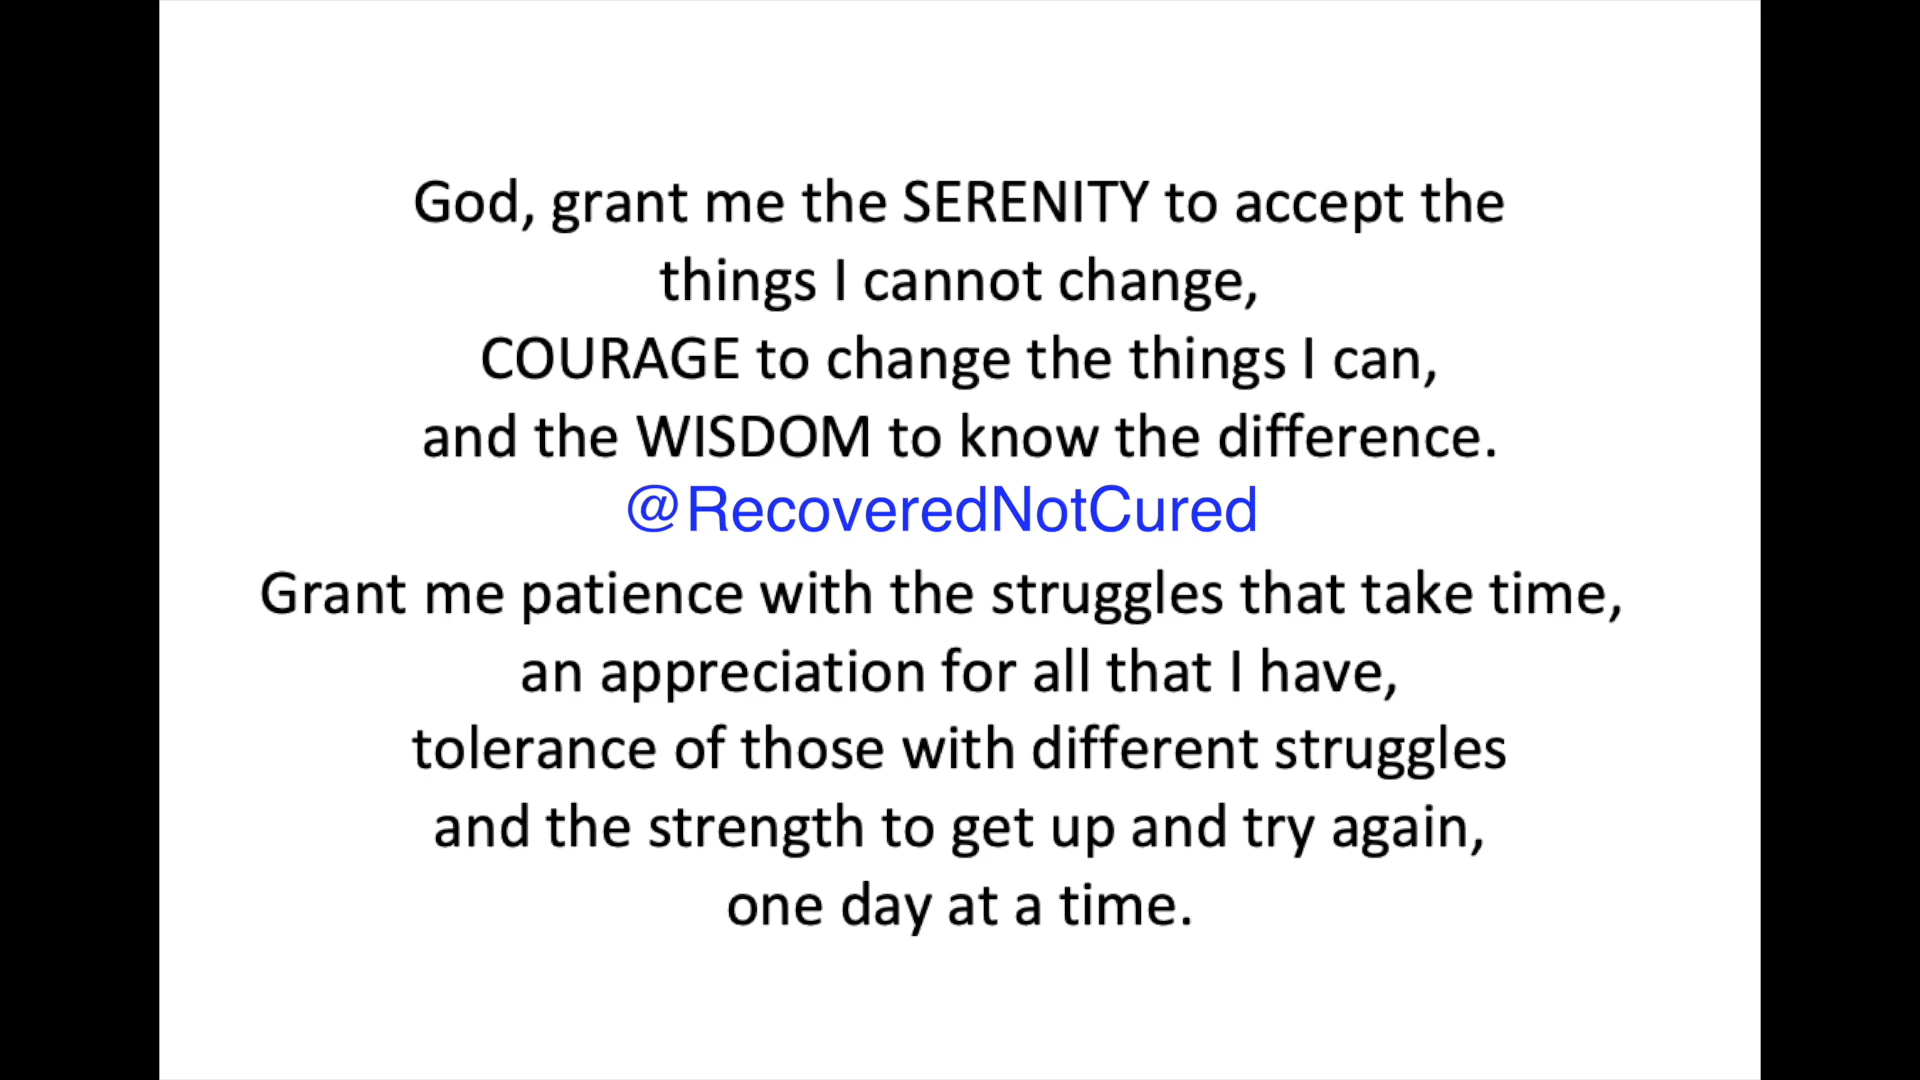 God, grant me the SERENITY to accept the
things I cannot change,
COURAGE to change the things I can,
and the WISDOM to know the difference.
@RecoveredNotCured
Grant me patience with the struggles that take time,
an appreciation for all that I have,
tolerance of those with different struggles
and the strength to get up and try again,
one day at a time.